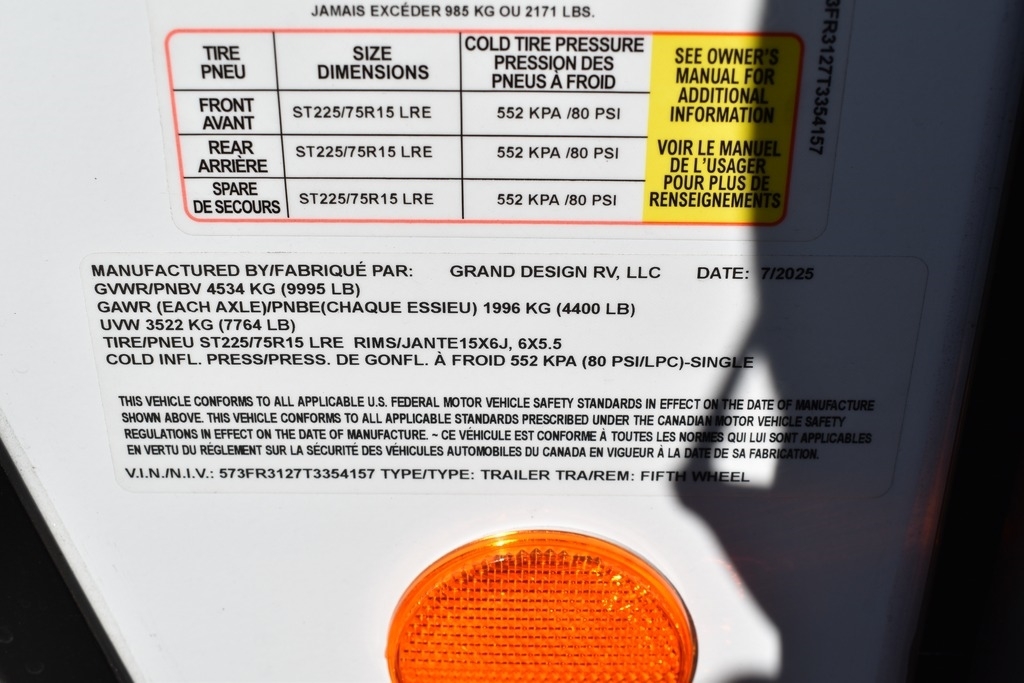 JAMAIS EXCÉDER 985 KG OU 2171 LBS.
TIRE
PNEU
SIZE
DIMENSIONS
COLD TIRE PRESSURE
PRESSION DES
PNEUS À FROID
SEE OWNER'S
MANUAL FOR
ADDITIONAL
INFORMATION
VOIR LE MANUEL
DE L'USAGER
POUR PLUS DE
RENSEIGNEMENTS
FRONT
AVANT
ST225/75R15 LRE
552 KPA /80 PSI
REAR
ARRIÈRE
ST225/75R15 LRE
552 KPA /80 PSI
SPARE
DE SECOURS
ST225/75R15 LRE
552 KPA /80 PSI
3FR3127T3354157
MANUFACTURED BY/FABRIQUÉ PAR: GRAND DESIGN RV, LLC DATE: 7/2025
GVWR/PNBV 4534 KG (9995 LB)
GAWR (EACH AXLE)/PNBE(CHAQUE ESSIEU) 1996 KG (4400 LB)
UVW 3522 KG (7764 LB)
TIRE/PNEU ST225/75R15 LRE RIMS/JANTE15X6J, 6X5.5
COLD INFL. PRESS/PRESS. DE GONFL. À FROID 552 KPA (80 PSI/LPC)-SINGLE
THIS VEHICLE CONFORMS TO ALL APPLICABLE U.S. FEDERAL MOTOR VEHICLE SAFETY STANDARDS IN EFFECT ON THE DATE OF MANUFACTURE
SHOWN ABOVE. THIS VEHICLE CONFORMS TO ALL APPLICABLE STANDARDS PRESCRIBED UNDER THE CANADIAN MOTOR VEHICLE SAFETY
REGULATIONS IN EFFECT ON THE DATE OF MANUFACTURE. ~ CE VÉHICULE EST CONFORME À TOUTES LES NORMES QUI LUI SONT APPLICABLES
EN VERTU DU RÉGLEMENT SUR LA SÉCURITÉ DES VÉHICULES AUTOMOBILES DU CANADA EN VIGUEUR À LA DATE DE SA FABRICATION.
V.I.N./N.I.V.: 573FR3127T3354157 TYPE/TYPE: TRAILER TRA/REM: FIFTH WHEEL